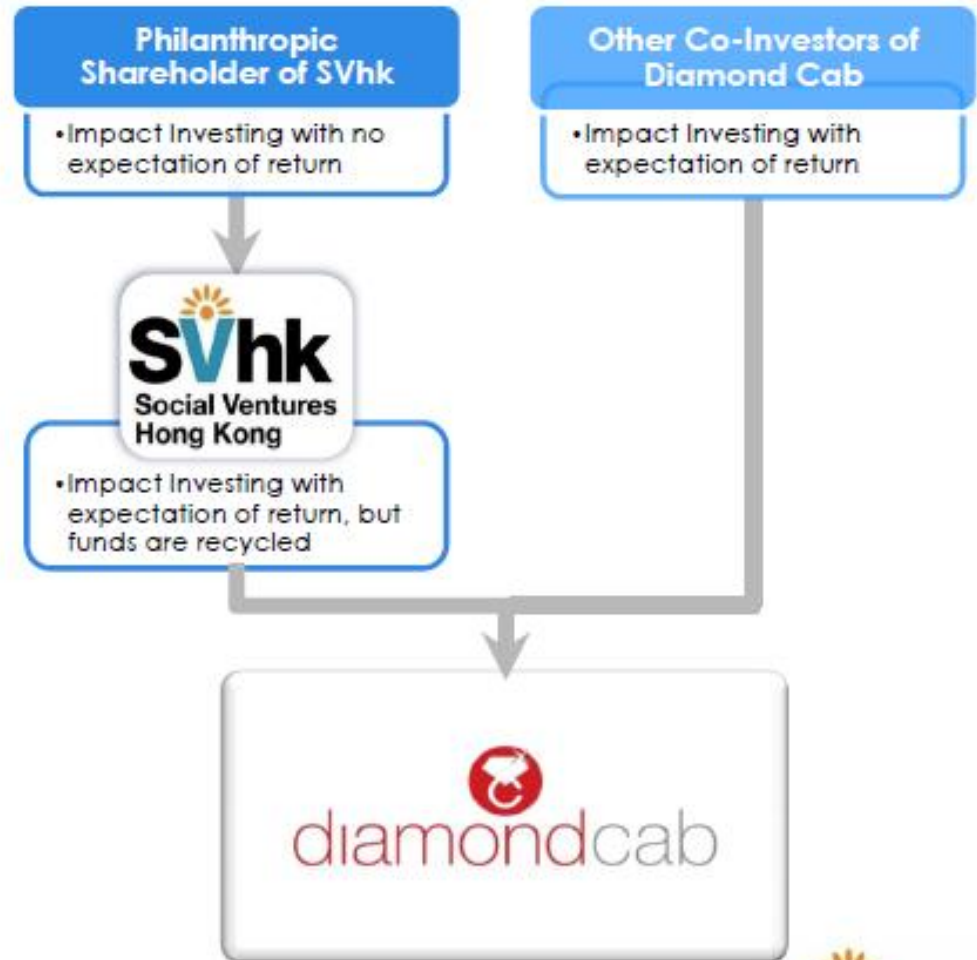 Philanthropic
Shareholder of SVhk
•Impact Investing with no
expectation of return
Other Co-Investors of
Diamond Cab
•Impact Investing with
expectation of return
SVhk
Social Ventures
Hong Kong
•Impact Investing with
expectation of return, but
funds are recycled
diamondcab